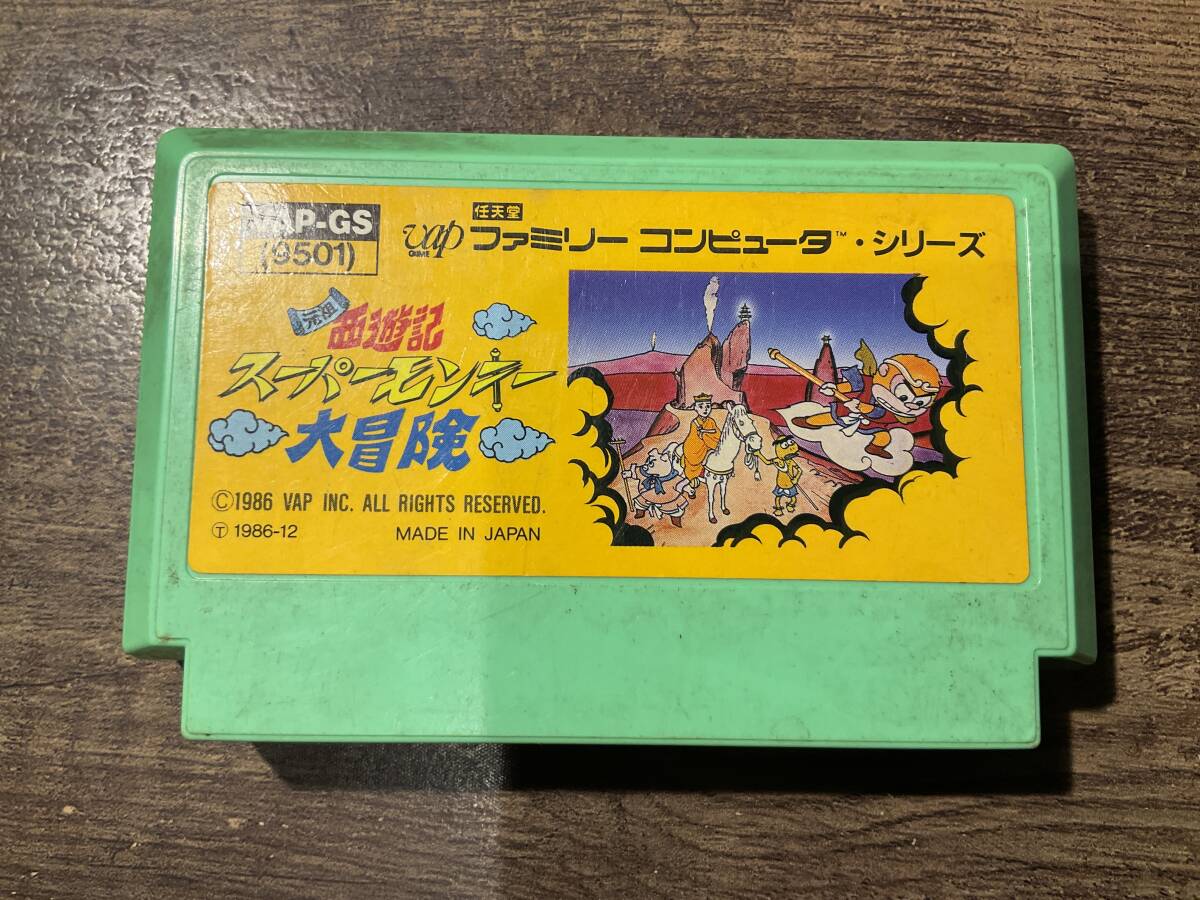 VAP-GS
(9501)
vap
GAME
任天堂
ファミリー コンピュータ™・シリーズ
元祖
西遊記
スーパーモンキー
大冒険
©1986 VAP INC. ALL RIGHTS RESERVED.
Ⓣ 1986-12 MADE IN JAPAN